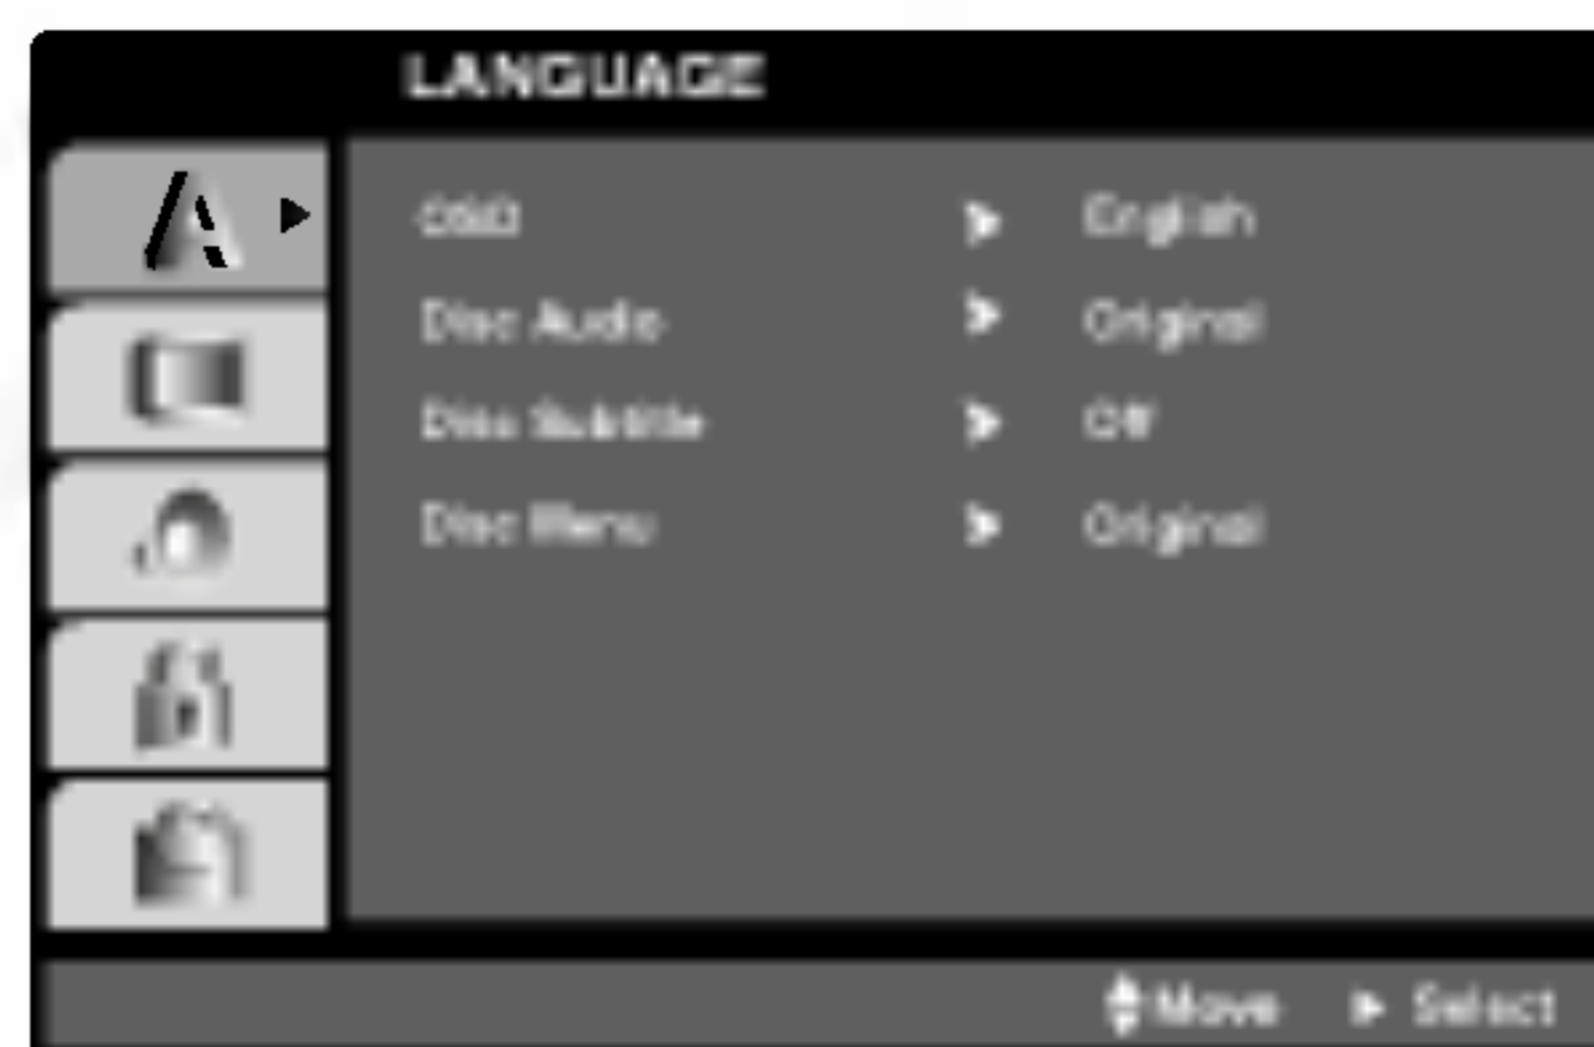 LANGUAGE
OSD English
Disc Audio Original
Disc Subtitle Off
Disc Menu Original
Move Select